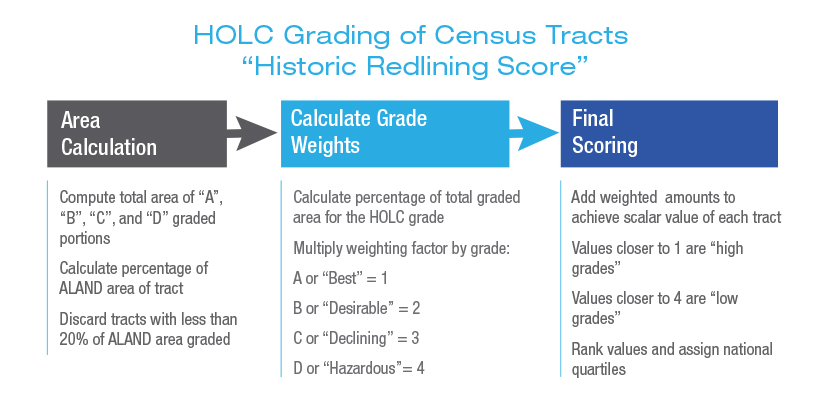 HOLC Grading of Census Tracts
“Historic Redlining Score”
Area
Calculation
Compute total area of “A”,
“B”, “C”, and “D” graded
portions
Calculate percentage of
ALAND area of tract
Discard tracts with less than
20% of ALAND area graded
Calculate Grade
Weights
Calculate percentage of total graded
area for the HOLC grade
Multiply weighting factor by grade:
A or “Best” = 1
B or “Desirable” = 2
C or “Declining” = 3
D or “Hazardous”= 4
Final
Scoring
Add weighted  amounts to
achieve scalar value of each tract
Values closer to 1 are “high
grades”
Values closer to 4 are “low
grades”
Rank values and assign national
quartiles